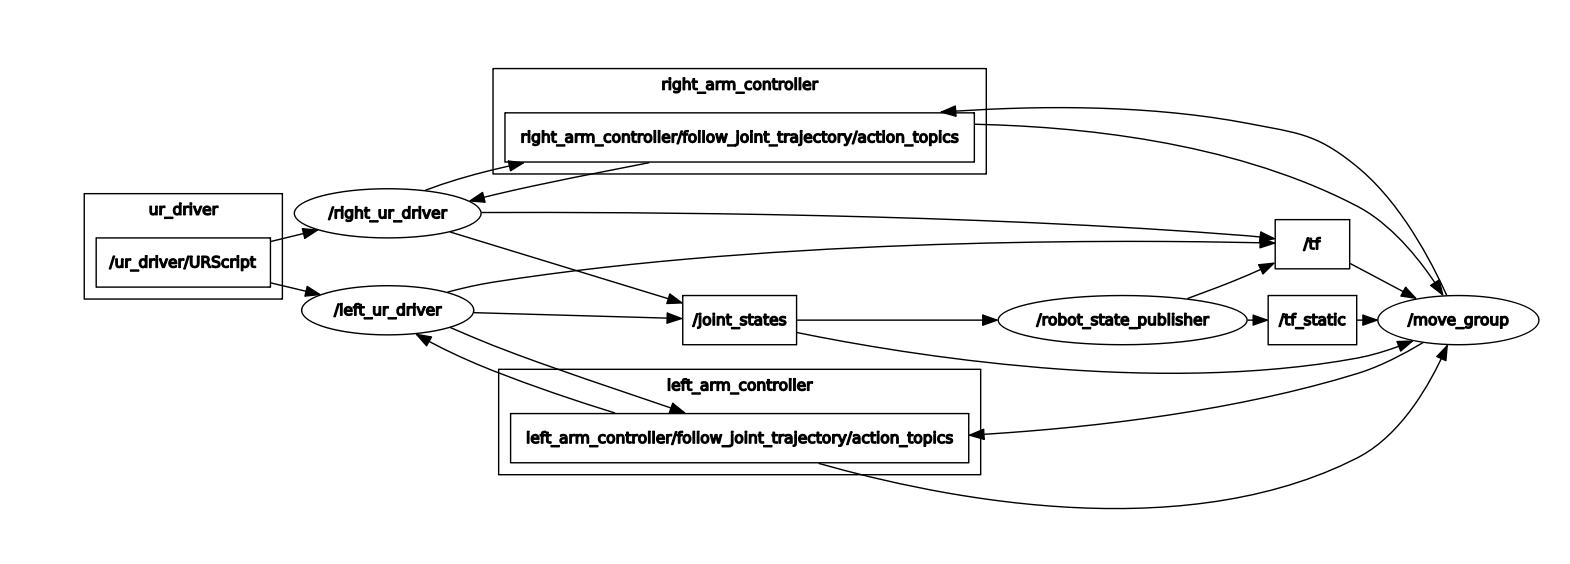 right_arm_controller
right_arm_controller/follow_joint_trajectory/action_topics
ur_driver
/right_ur_driver
/ur_driver/URScript
/tf
/left_ur_driver
/joint_states
/robot_state_publisher
/tf_static
/move_group
left_arm_controller
left_arm_controller/follow_joint_trajectory/action_topics